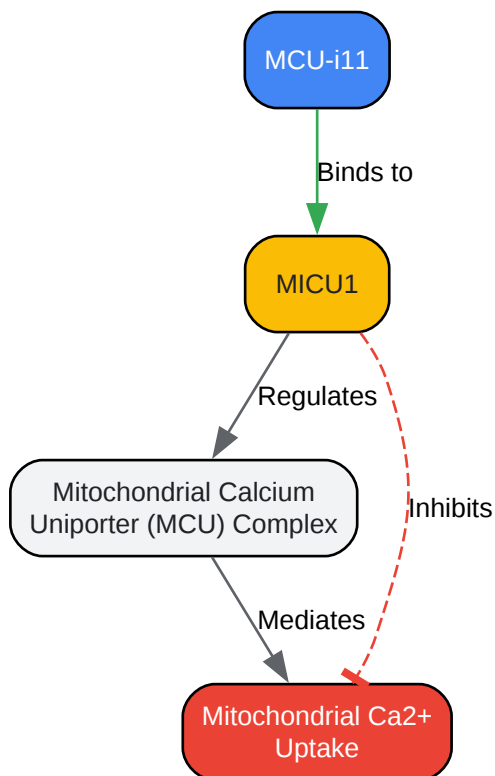 MCU-i11
Binds to
MICU1
Regulates
Mitochondrial Calcium
Uniporter (MCU) Complex
Inhibits
Mediates
Mitochondrial Ca2+
Uptake